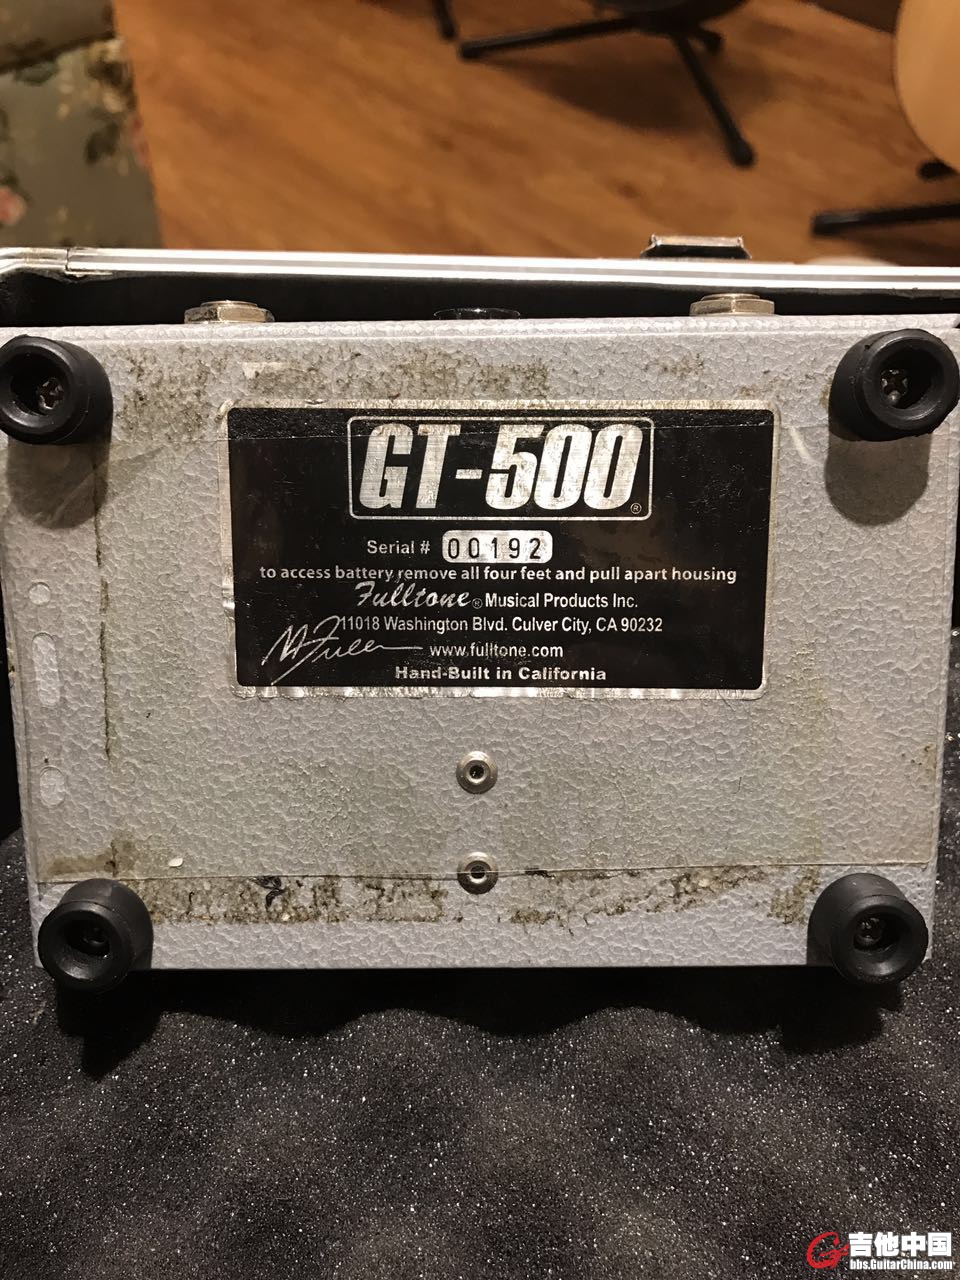 GT-500®
Serial # 00192
to access battery remove all four feet and pull apart housing
Fulltone® Musical Products Inc.
11018 Washington Blvd. Culver City, CA 90232
M Fuller
www.fulltone.com
Hand-Built in California
吉他中国
bbs.GuitarChina.com